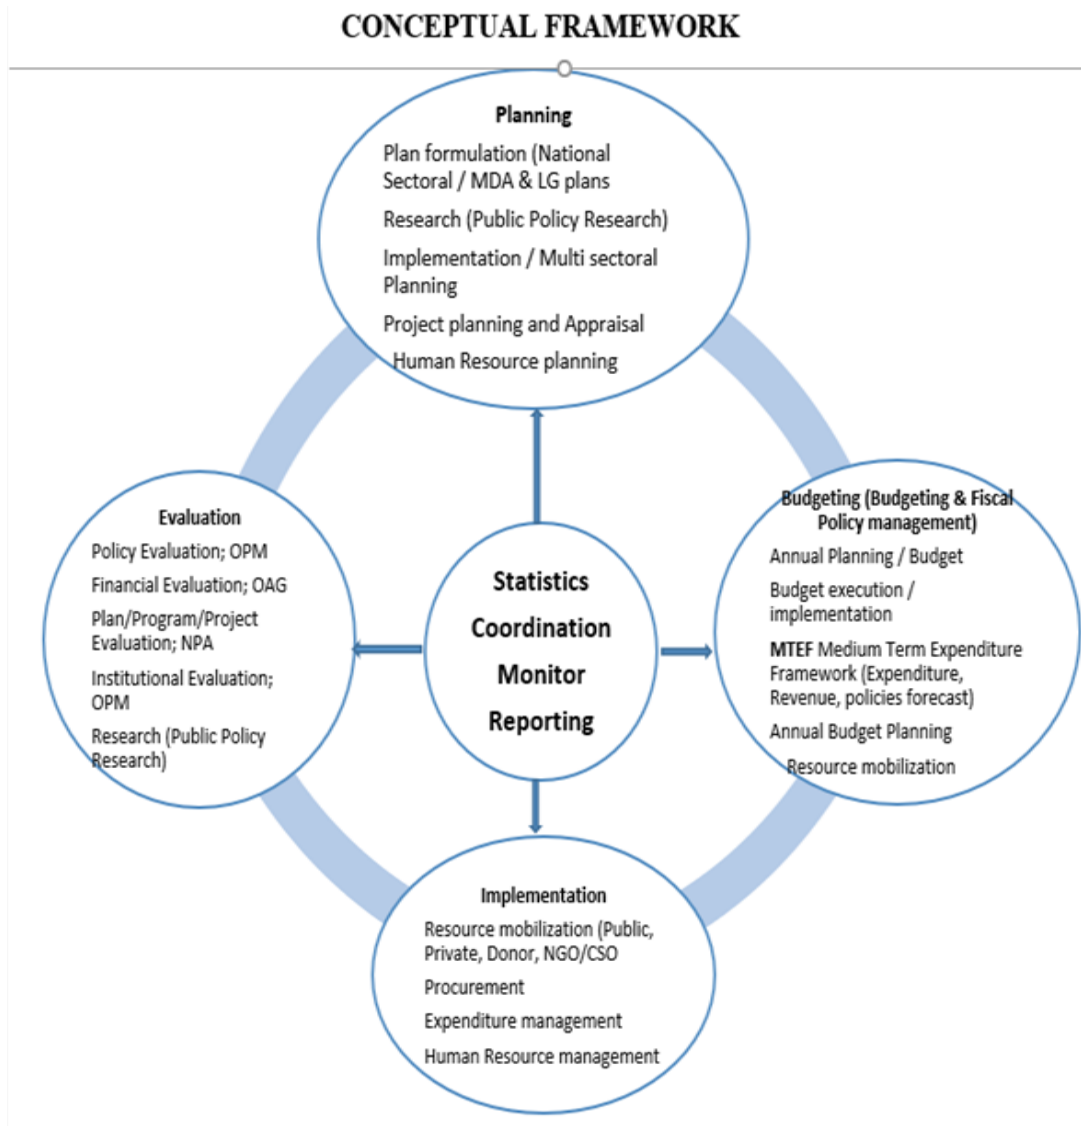 CONCEPTUAL FRAMEWORK
Planning
Plan formulation (National
Sectoral / MDA & LG plans
Research (Public Policy Research)
Implementation / Multi sectoral
Planning
Project planning and Appraisal
Human Resource planning
Evaluation
Policy Evaluation; OPM
Financial Evaluation; OAG
Plan/Program/Project
Evaluation; NPA
Institutional Evaluation;
OPM
Research (Public Policy
Research)
Statistics
Coordination
Monitor
Reporting
Budgeting (Budgeting & Fiscal
Policy management)
Annual Planning / Budget
Budget execution /
implementation
MTEF Medium Term Expenditure
Framework (Expenditure,
Revenue, policies forecast)
Annual Budget Planning
Resource mobilization
Implementation
Resource mobilization (Public,
Private, Donor, NGO/CSO
Procurement
Expenditure management
Human Resource management